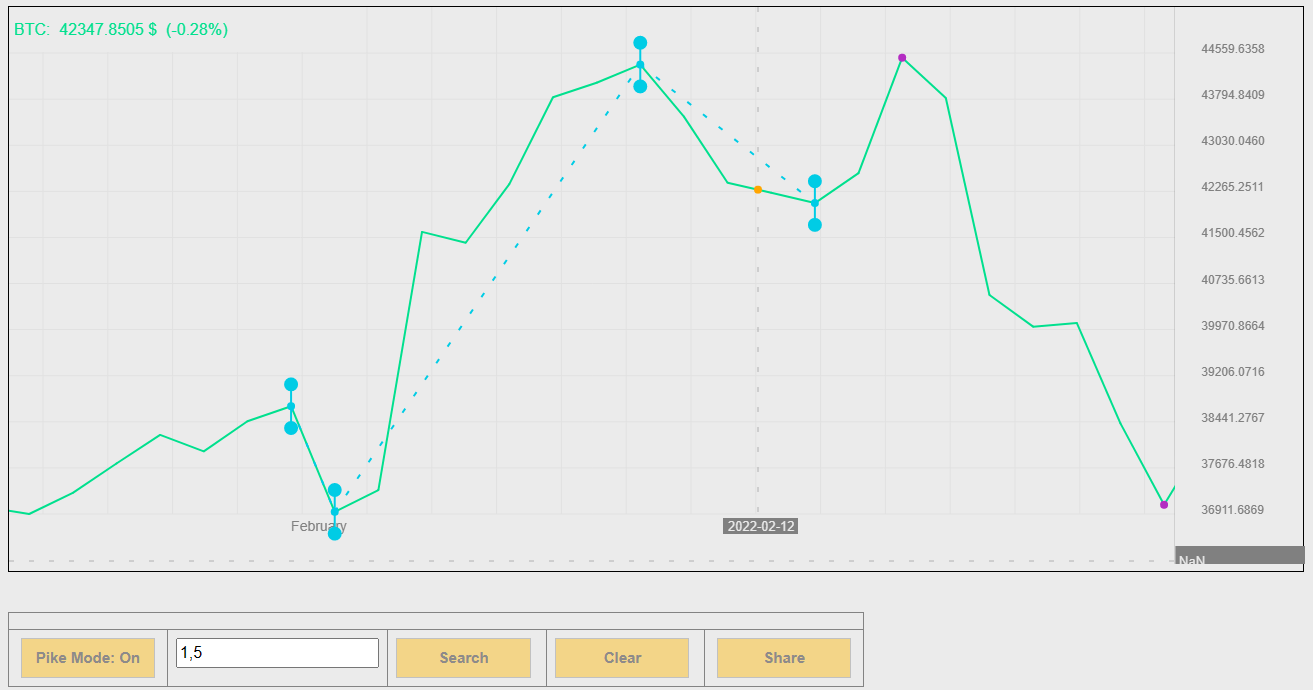 BTC: 42347.8505 $ (-0.28%)
44559.6358
43794.8409
43030.0460
42265.2511
41500.4562
40735.6613
39970.8664
39206.0716
38441.2767
37676.4818
36911.6869
February
2022-02-12
NaN
Pike Mode: On
1,5
Search
Clear
Share